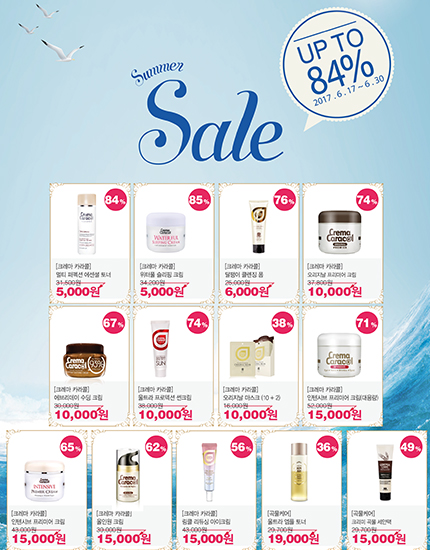 Summer
Sale
UP TO
84%
2017.6.17~6.30
84%
85%
76%
74%
[크레마 카라콜]
멀티 퍼펙션 에센셜 토너
31,500원
5,000원
[크레마 카라콜]
워터풀 슬리핑 크림
34,200원
5,000원
[크레마 카라콜]
달팽이 클렌징 폼
25,000원
6,000원
[크레마 카라콜]
오리지날 프리미어 크림
37,800원
10,000원
67%
74%
38%
71%
[크레마 카라콜]
에브리데이 수딩 크림
30,000원
10,000원
[크레마 카라콜]
울트라 프로텍션 썬크림
38,000원
10,000원
[크레마 카라콜]
오리지날 마스크 (10 + 2)
16,000원
10,000원
[크레마 카라콜]
인텐시브 프리미어 크림(대용량)
52,000원
15,000원
65%
62%
56%
36%
49%
[크레마 카라콜]
인텐시브 프리미어 크림
43,000원
15,000원
[크레마 카라콜]
올인원 크림
39,000원
15,000원
[크레마 카라콜]
링클 리듀싱 아이크림
34,000원
15,000원
[곡물케어]
울트라 앰플 토너
29,700원
19,000원
[곡물케어]
크리미 곡물 세안팩
29,700원
15,000원